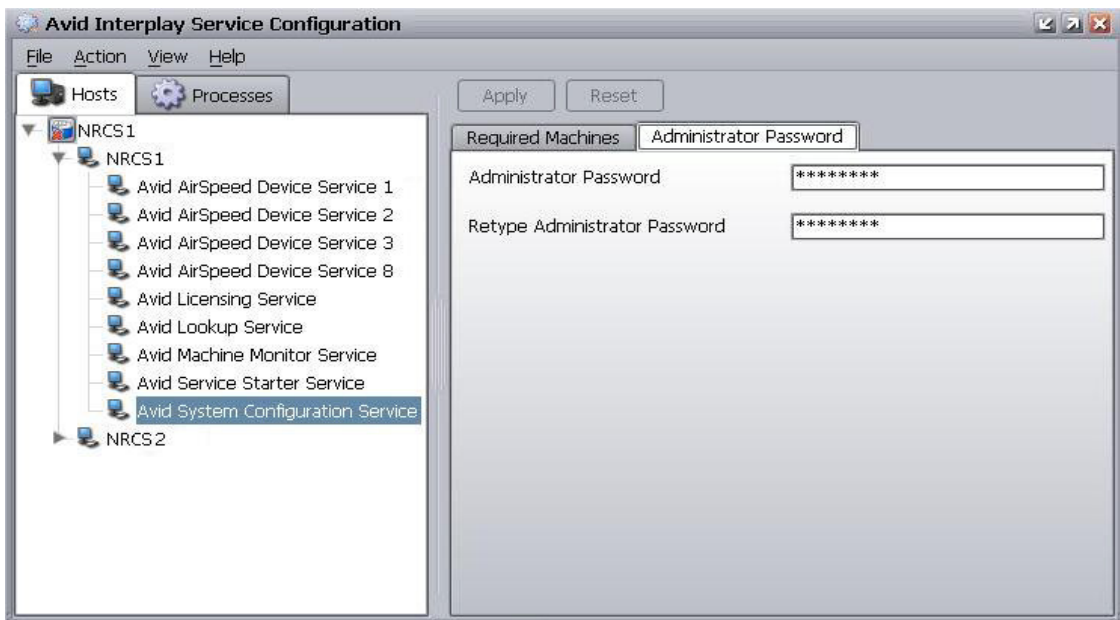 Avid Interplay Service Configuration
File Action View Help
Hosts Processes
Apply Reset
NRCS1
NRCS1
Avid AirSpeed Device Service 1
Avid AirSpeed Device Service 2
Avid AirSpeed Device Service 3
Avid AirSpeed Device Service 8
Avid Licensing Service
Avid Lookup Service
Avid Machine Monitor Service
Avid Service Starter Service
Avid System Configuration Service
NRCS2
Required Machines Administrator Password
Administrator Password ********
Retype Administrator Password ********